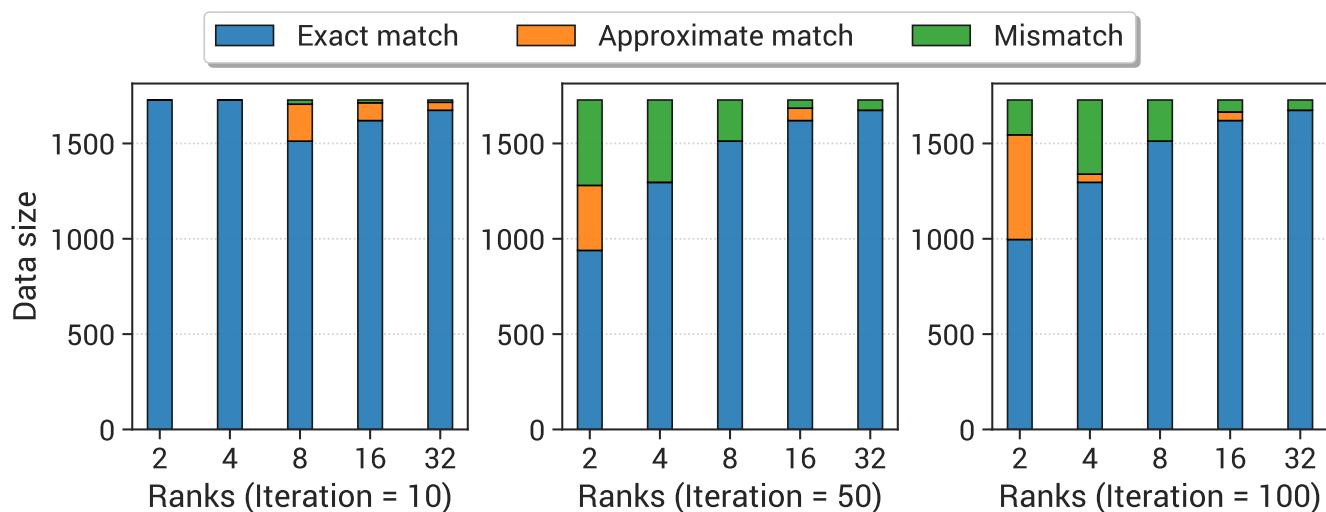 Exact match Approximate match Mismatch
Data size
1500
1000
500
0
2 4 8 16 32
Ranks (Iteration = 10)
1500
1000
500
0
2 4 8 16 32
Ranks (Iteration = 50)
1500
1000
500
0
2 4 8 16 32
Ranks (Iteration = 100)